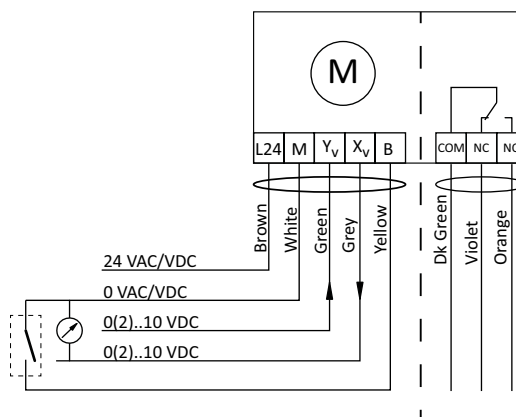 M
L24 M Yv Xv B COM NC NO
Brown
White
Green
Grey
Yellow
Dk Green
Violet
Orange
24 VAC/VDC
0 VAC/VDC
0(2)..10 VDC
0(2)..10 VDC